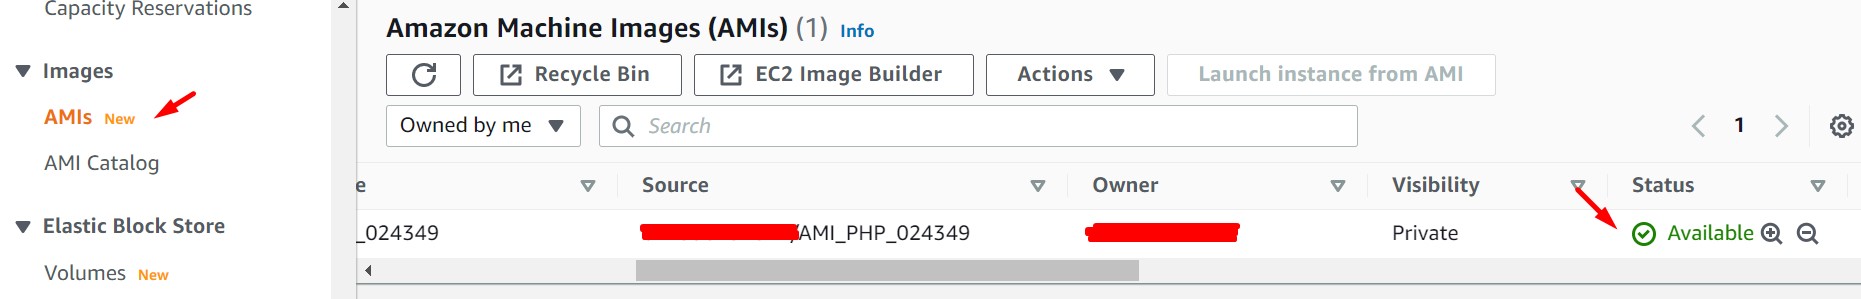 Capacity Reservations
Images
AMIs New
AMI Catalog
Elastic Block Store
Volumes New
Amazon Machine Images (AMIs) (1) Info
Recycle Bin EC2 Image Builder Actions Launch instance from AMI
Owned by me Search 1
e Source Owner Visibility Status
_024349 /AMI_PHP_024349 Private Available